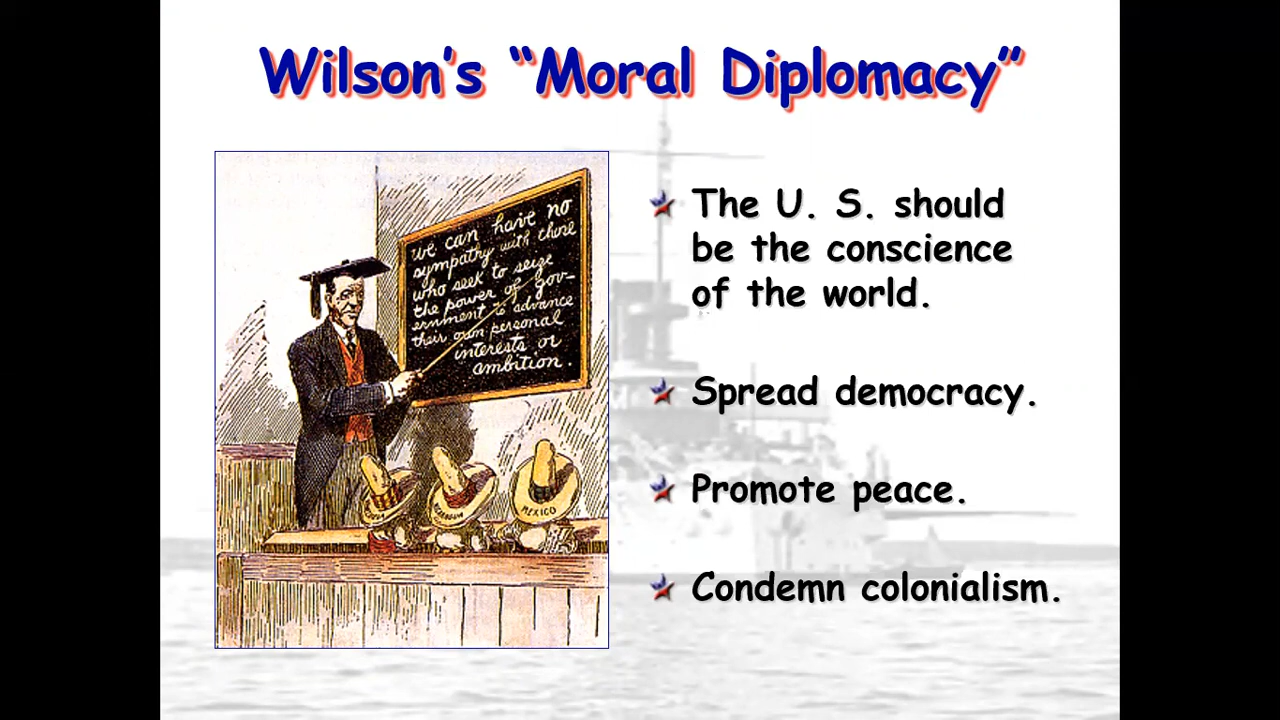 Wilson's “Moral Diplomacy”
we can have no
sympathy with those
who seek to seize
the power of gov-
ernment to advance
their own personal
interests or
ambition.
MEXICO
The U. S. should
be the conscience
of the world.
Spread democracy.
Promote peace.
Condemn colonialism.